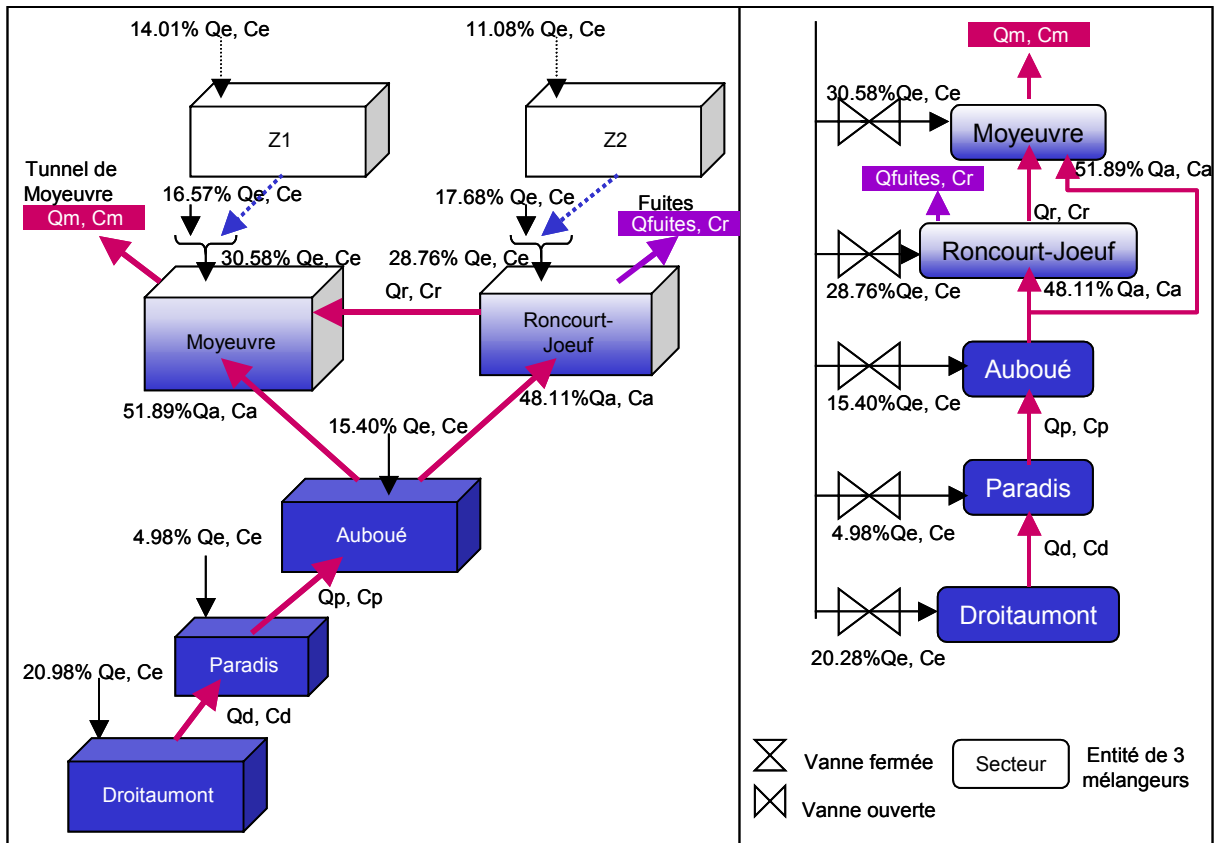 14.01% Qe, Ce
11.08% Qe, Ce
Z1
Z2
Tunnel de
Moyeuvre
Qm, Cm
16.57% Qe, Ce
17.68% Qe, Ce
Fuites
Qfuites, Cr
30.58% Qe, Ce
28.76% Qe, Ce
Qr, Cr
Moyeuvre
Roncourt-
Joeuf
51.89%Qa, Ca
48.11%Qa, Ca
15.40% Qe, Ce
Auboué
4.98% Qe, Ce
Qp, Cp
Paradis
20.98% Qe, Ce
Qd, Cd
Droitaumont
Qm, Cm
30.58%Qe, Ce
Moyeuvre
51.89%Qa, Ca
Qfuites, Cr
Qr, Cr
Roncourt-Joeuf
28.76%Qe, Ce
48.11%Qa, Ca
Auboué
15.40% Qe, Ce
Qp, Cp
Paradis
4.98%Qe, Ce
Qd, Cd
Droitaumont
20.28%Qe, Ce
Vanne fermée
Vanne ouverte
Secteur
Entité de 3
mélangeurs